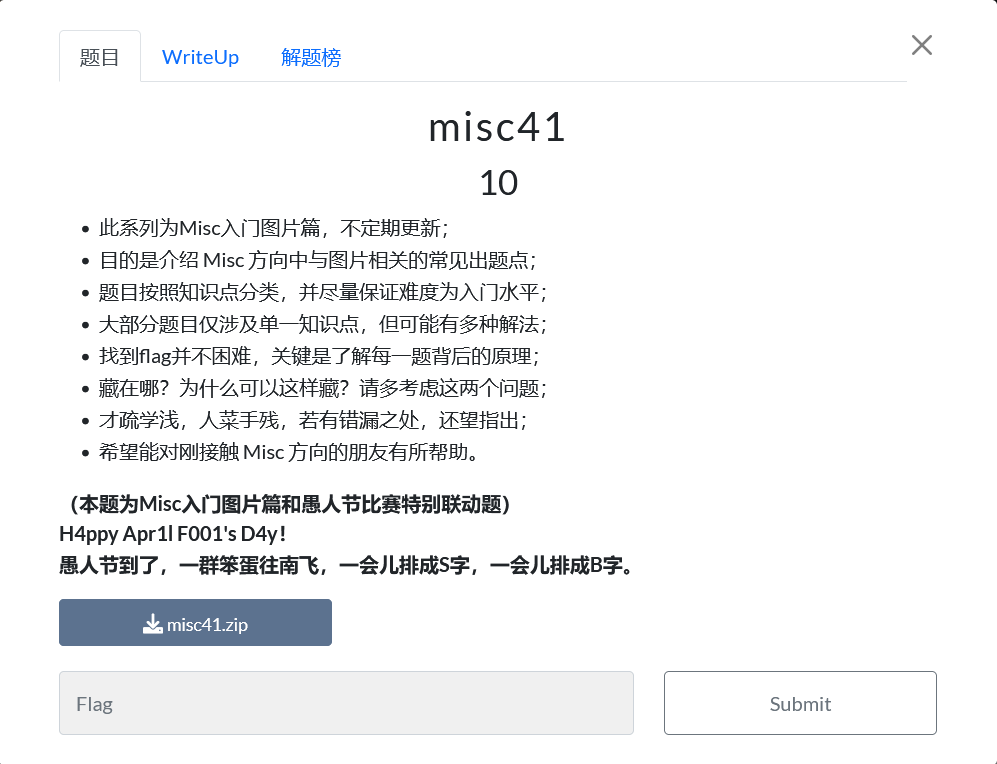 题目 WriteUp 解题榜
misc41
10
此系列为Misc入门图片篇，不定期更新；
目的是介绍 Misc 方向中与图片相关的常见出题点；
题目按照知识点分类，并尽量保证难度为入门水平；
大部分题目仅涉及单一知识点，但可能有多种解法；
找到flag并不困难，关键是了解每一题背后的原理；
藏在哪？为什么可以这样藏？请多考虑这两个问题；
才疏学浅，人菜手残，若有错漏之处，还望指出；
希望能对刚接触 Misc 方向的朋友有所帮助。
（本题为Misc入门图片篇和愚人节比赛特别联动题）
H4ppy Apr1l F001's D4y！
愚人节到了，一群笨蛋往南飞，一会儿排成S字，一会儿排成B字。
misc41.zip
Flag Submit